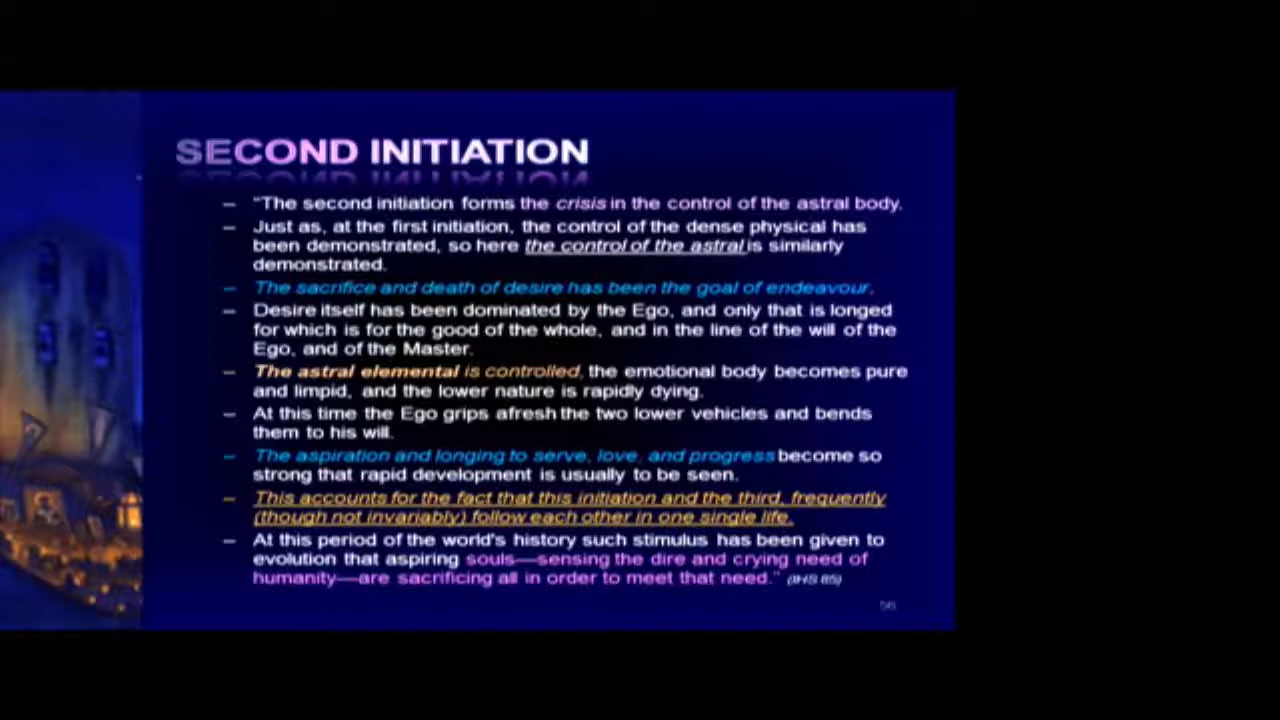 SECOND INITIATION
– "The second initiation forms the crisis in the control of the astral body.
– Just as, at the first initiation, the control of the dense physical has
been demonstrated, so here the control of the astral is similarly
demonstrated.
– The sacrifice and death of desire has been the goal of endeavour.
– Desire itself has been dominated by the Ego, and only that is longed
for which is for the good of the whole, and in the line of the will of the
Ego, and of the Master.
– The astral elemental is controlled, the emotional body becomes pure
and limpid, and the lower nature is rapidly dying.
– At this time the Ego grips afresh the two lower vehicles and bends
them to his will.
– The aspiration and longing to serve, love, and progress become so
strong that rapid development is usually to be seen.
– This accounts for the fact that this initiation and the third, frequently
(though not invariably) follow each other in one single life.
– At this period of the world's history such stimulus has been given to
evolution that aspiring souls—sensing the dire and crying need of
humanity—are sacrificing all in order to meet that need." (IHS 85)
56